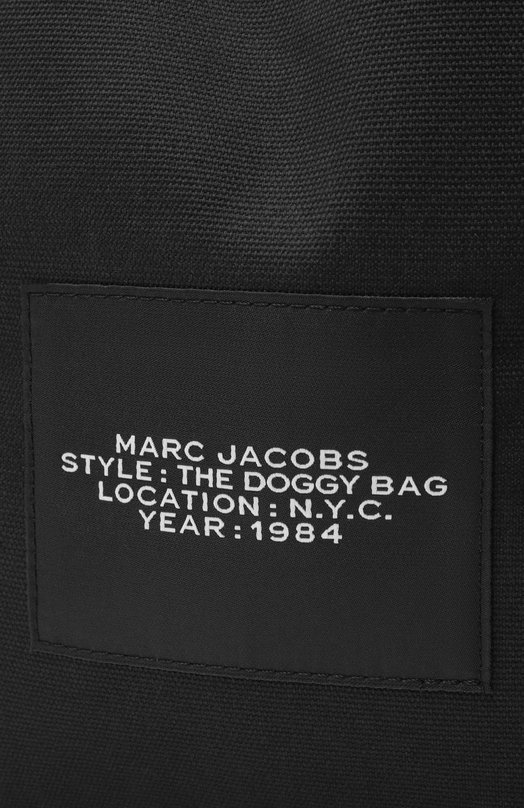 MARC JACOBS
STYLE : THE DOGGY BAG
LOCATION : N.Y.C.
YEAR : 1984